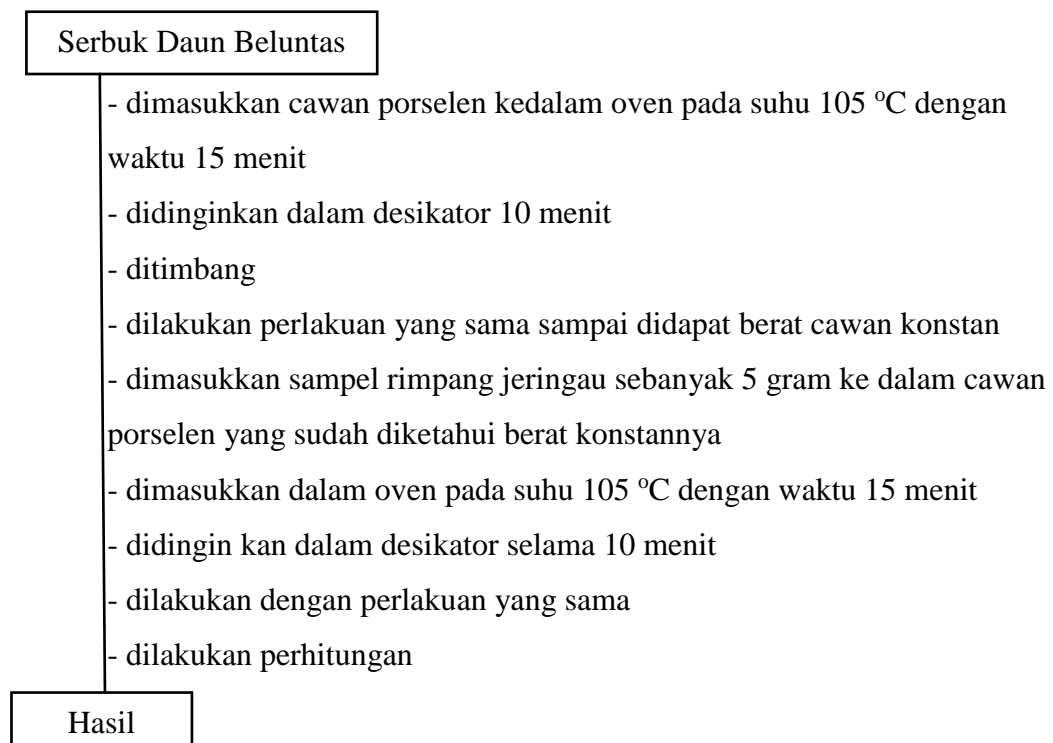 Serbuk Daun Beluntas
- dimasukkan cawan porselen kedalam oven pada suhu 105 °C dengan
waktu 15 menit
- didinginkan dalam desikator 10 menit
- ditimbang
- dilakukan perlakuan yang sama sampai didapat berat cawan konstan
- dimasukkan sampel rimpang jeringau sebanyak 5 gram ke dalam cawan
porselen yang sudah diketahui berat konstannya
- dimasukkan dalam oven pada suhu 105 °C dengan waktu 15 menit
- didingin kan dalam desikator selama 10 menit
- dilakukan dengan perlakuan yang sama
- dilakukan perhitungan
Hasil